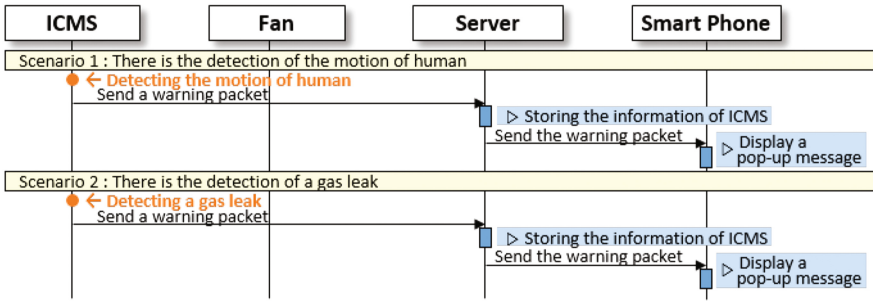 ICMS Fan Server Smart Phone
Scenario 1 : There is the detection of the motion of human
← Detecting the motion of human
Send a warning packet
▷ Storing the information of ICMS
Send the warning packet
▷ Display a
pop-up message
Scenario 2 : There is the detection of a gas leak
← Detecting a gas leak
Send a warning packet
▷ Storing the information of ICMS
Send the warning packet
▷ Display a
pop-up message